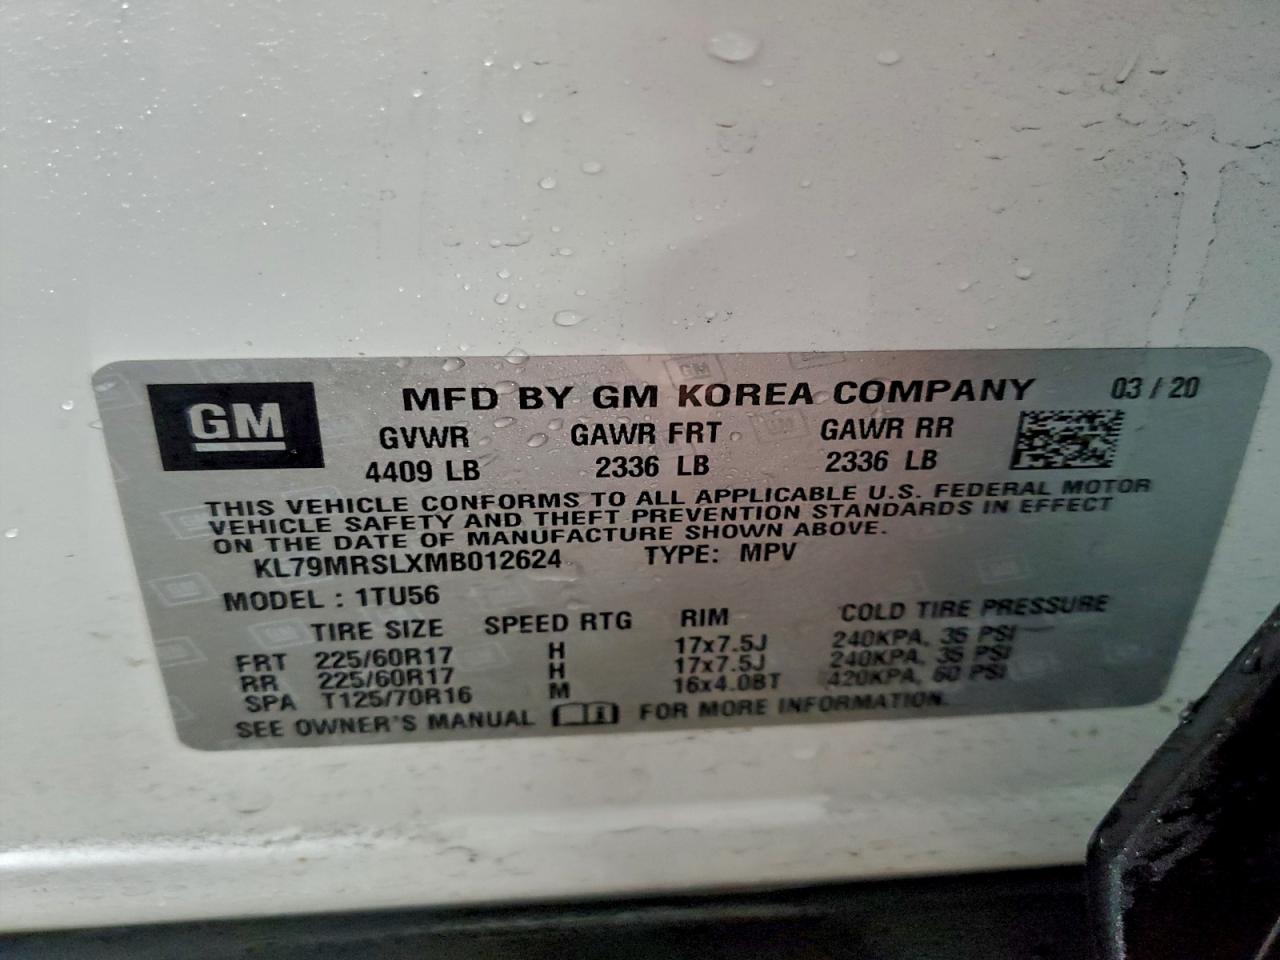 GM
MFD BY GM KOREA COMPANY 03 / 20
GVWR GAWR FRT GAWR RR
4409 LB 2336 LB 2336 LB
THIS VEHICLE CONFORMS TO ALL APPLICABLE U.S. FEDERAL MOTOR
VEHICLE SAFETY AND THEFT PREVENTION STANDARDS IN EFFECT
ON THE DATE OF MANUFACTURE SHOWN ABOVE.
KL79MRSLXMB012624 TYPE: MPV
MODEL : 1TU56
TIRE SIZE SPEED RTG RIM COLD TIRE PRESSURE
FRT 225/60R17 H 17x7.5J 240KPA, 35 PSI
RR 225/60R17 H 17x7.5J 240KPA, 35 PSI
SPA T125/70R16 M 16x4.0BT 420KPA, 60 PSI
SEE OWNER'S MANUAL FOR MORE INFORMATION.